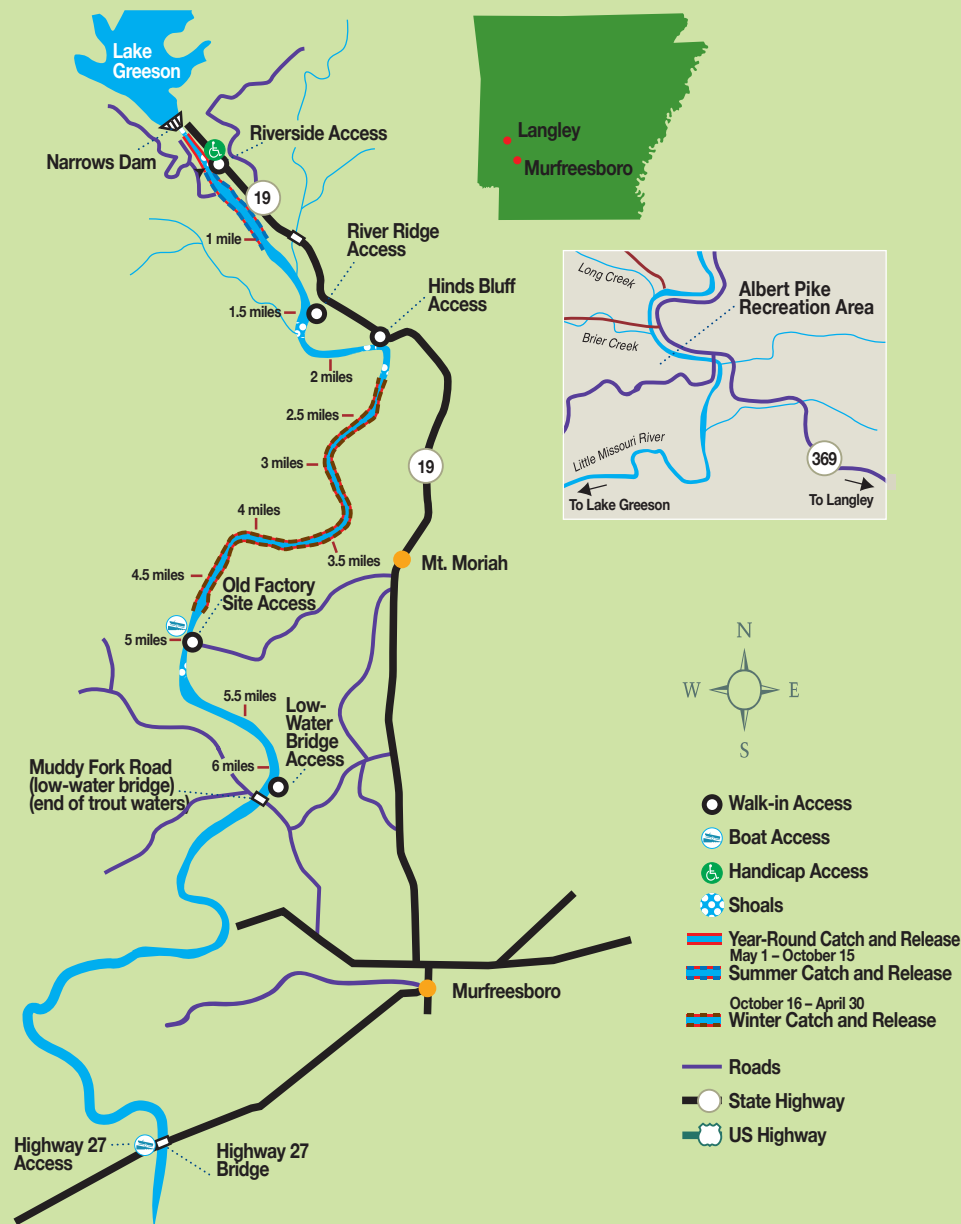 Lake
Greeson
Narrows Dam
Riverside Access
19
1 mile
River Ridge
Access
Hinds Bluff
Access
1.5 miles
2 miles
2.5 miles
3 miles
19
4 miles
3.5 miles
4.5 miles
Mt. Moriah
Old Factory
Site Access
5 miles
5.5 miles
Low-
Water
Bridge
Access
6 miles
Muddy Fork Road
(low-water bridge)
(end of trout waters)
Murfreesboro
Highway 27
Access
Highway 27
Bridge
Langley
Murfreesboro
Long Creek
Albert Pike
Recreation Area
Brier Creek
Little Missouri River
369
To Lake Greeson
To Langley
N
W
E
S
Walk-in Access
Boat Access
Handicap Access
Shoals
Year-Round Catch and Release
May 1 – October 15
Summer Catch and Release
October 16 – April 30
Winter Catch and Release
Roads
State Highway
US Highway